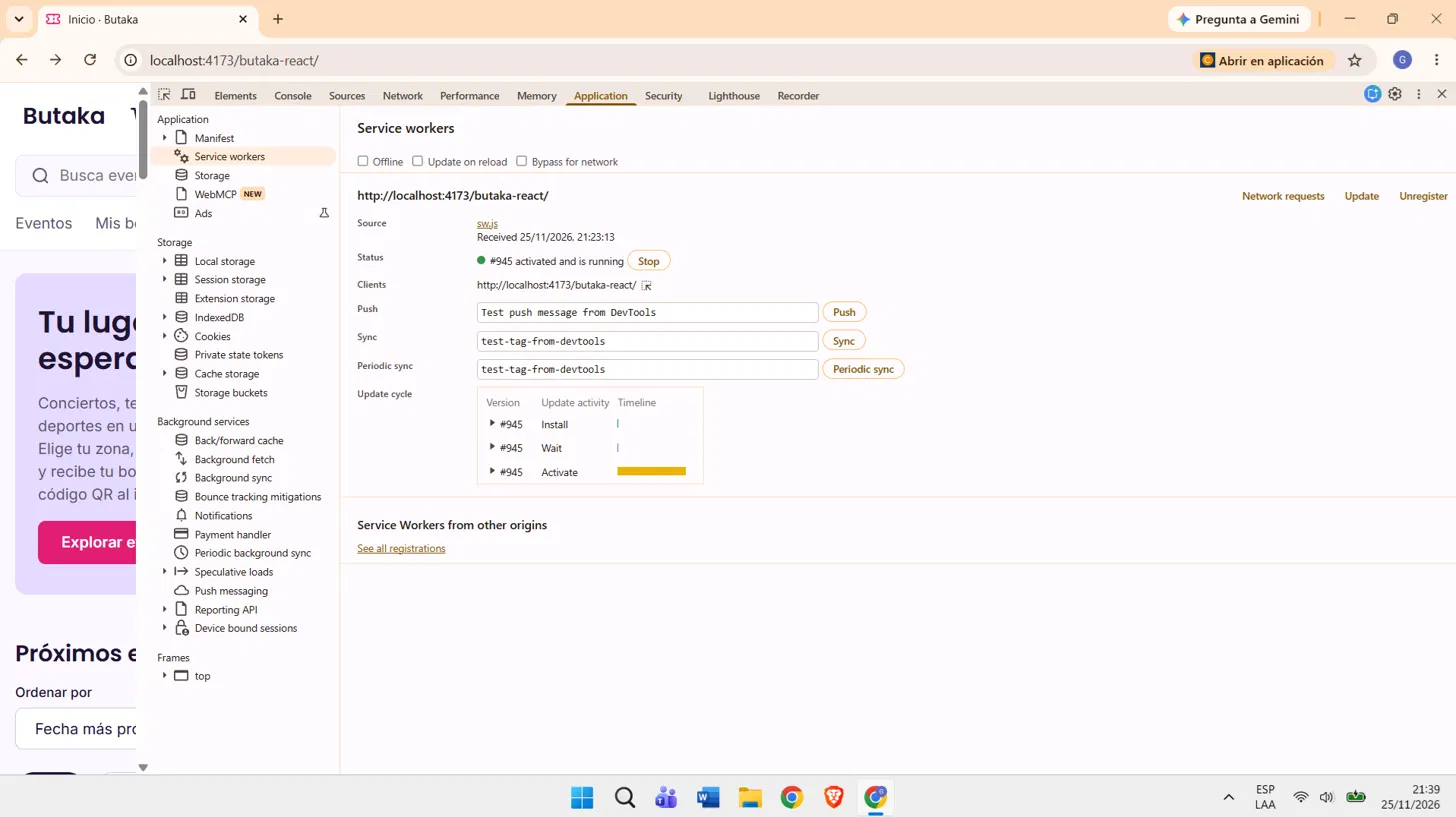 Inicio · Butaka
Pregunta a Gemini
localhost:4173/butaka-react/
Abrir en aplicación
G
Elements Console Sources Network Performance Memory Application Security Lighthouse Recorder
Butaka
Busca ever
Eventos Mis b
Tu luga
espera
Conciertos, te
deportes en u
Elige tu zona,
y recibe tu bo
código QR al i
Explorar e
Próximos e
Ordenar por
Fecha más pro
Application
Manifest
Service workers
Storage
WebMCP NEW
Ads
Storage
Local storage
Session storage
Extension storage
IndexedDB
Cookies
Private state tokens
Cache storage
Storage buckets
Background services
Back/forward cache
Background fetch
Background sync
Bounce tracking mitigations
Notifications
Payment handler
Periodic background sync
Speculative loads
Push messaging
Reporting API
Device bound sessions
Frames
top
Service workers
Offline Update on reload Bypass for network
http://localhost:4173/butaka-react/ Network requests Update Unregister
Source sw.js
Received 25/11/2026, 21:23:13
Status #945 activated and is running Stop
Clients http://localhost:4173/butaka-react/
Push Test push message from DevTools Push
Sync test-tag-from-devtools Sync
Periodic sync test-tag-from-devtools Periodic sync
Update cycle
Version Update activity Timeline
#945 Install
#945 Wait
#945 Activate
Service Workers from other origins
See all registrations
ESP
LAA
21:39
25/11/2026